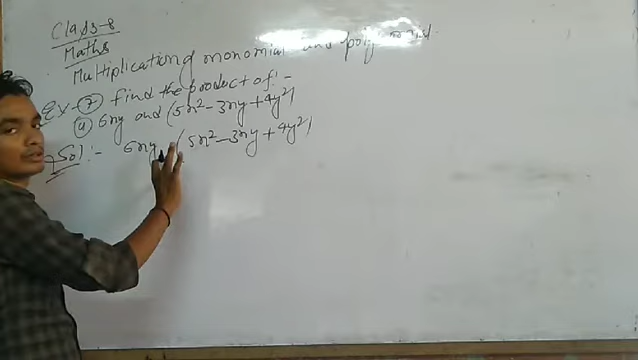 Class-8
Maths
Multiplication of monomial and polynomial
Ex-⑦ find the product of:-
ⓐ 6xy and (5x²-3xy+4y²)
Sol:- 6xy (5x²-3xy+4y²)